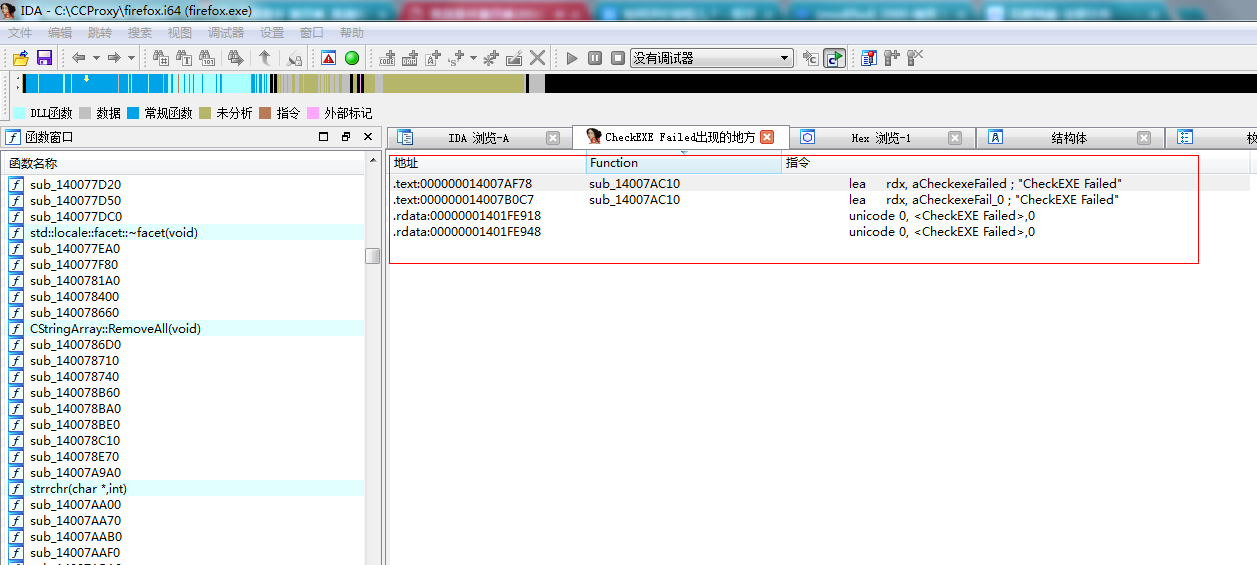 IDA - C:\CCProxy\firefox.i64 (firefox.exe)
文件 编辑 跳转 搜索 视图 调试器 设置 窗口 帮助
没有调试器
DLL函数 数据 常规函数 未分析 指令 外部标记
函数窗口
IDA 浏览-A
CheckEXE Failed出现的地方
Hex 浏览-1
结构体
函数名称
地址 Function 指令
.text:000000014007AF78 sub_14007AC10 lea rdx, aCheckexeFailed ; "CheckEXE Failed"
.text:000000014007B0C7 sub_14007AC10 lea rdx, aCheckexeFail_0 ; "CheckEXE Failed"
.rdata:00000001401FE918 unicode 0, <CheckEXE Failed>,0
.rdata:00000001401FE948 unicode 0, <CheckEXE Failed>,0
sub_140077D20
sub_140077D50
sub_140077DC0
std::locale::facet::~facet(void)
sub_140077EA0
sub_140077F80
sub_1400781A0
sub_140078400
sub_140078660
CStringArray::RemoveAll(void)
sub_1400786D0
sub_140078710
sub_140078740
sub_140078B60
sub_140078BA0
sub_140078BE0
sub_140078C10
sub_140078E70
sub_14007A9A0
strrchr(char *,int)
sub_14007AA00
sub_14007AA70
sub_14007AAB0
sub_14007AAF0